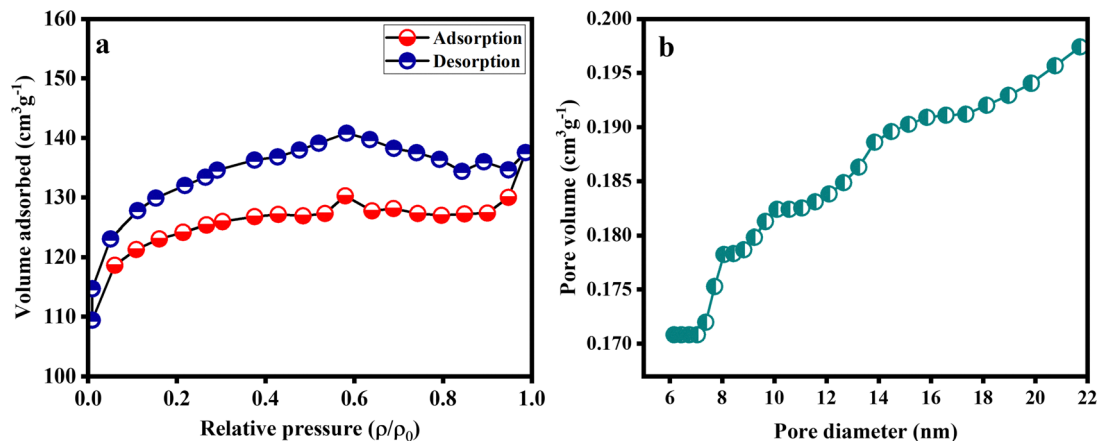 a
Adsorption
Desorption
Volume adsorbed (cm³g⁻¹)
160
150
140
130
120
110
100
0.0 0.2 0.4 0.6 0.8 1.0
Relative pressure (ρ/ρ₀)
b
Pore volume (cm³g⁻¹)
0.200
0.195
0.190
0.185
0.180
0.175
0.170
6 8 10 12 14 16 18 20 22
Pore diameter (nm)